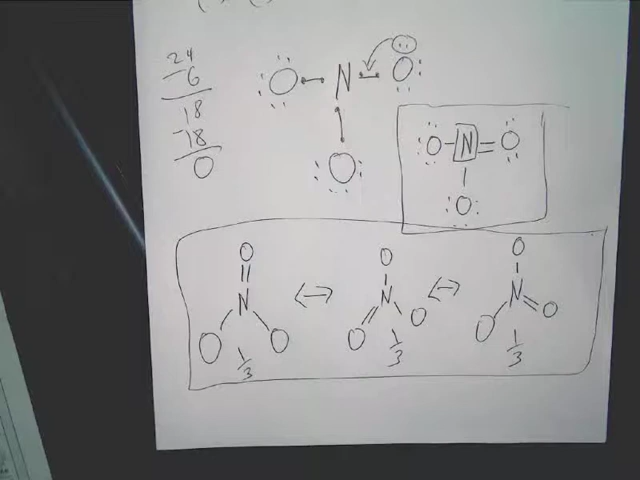 24
-6
18
-18
0
O - N - O
O
O - N = O
O
O O O
N ↔ N ↔ N
O O O O O O
1/3 1/3 1/3